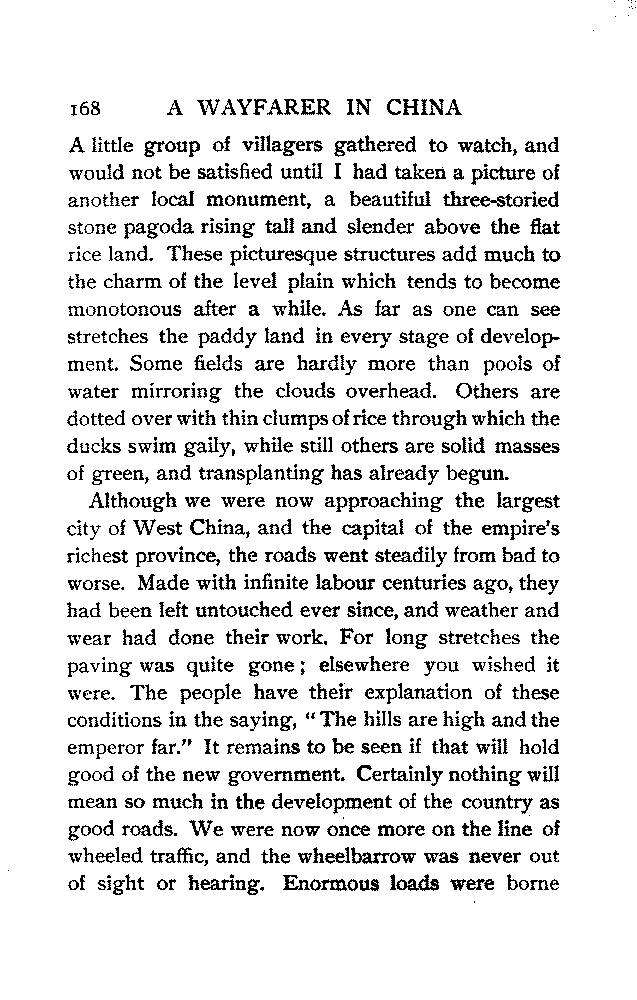 168 A WAYFARER IN CHINA
A little group of villagers gathered to watch, and
would not be satisfied until I had taken a picture of
another local monument, a beautiful three-storied
stone pagoda rising tall and slender above the flat
rice land. These picturesque structures add much to
the charm of the level plain which tends to become
monotonous after a while. As far as one can see
stretches the paddy land in every stage of develop-
ment. Some fields are hardly more than pools of
water mirroring the clouds overhead. Others are
dotted over with thin clumps of rice through which the
ducks swim gaily, while still others are solid masses
of green, and transplanting has already begun.
Although we were now approaching the largest
city of West China, and the capital of the empire's
richest province, the roads went steadily from bad to
worse. Made with infinite labour centuries ago, they
had been left untouched ever since, and weather and
wear had done their work. For long stretches the
paving was quite gone; elsewhere you wished it
were. The people have their explanation of these
conditions in the saying, "The hills are high and the
emperor far." It remains to be seen if that will hold
good of the new government. Certainly nothing will
mean so much in the development of the country as
good roads. We were now once more on the line of
wheeled traffic, and the wheelbarrow was never out
of sight or hearing. Enormous loads were borne